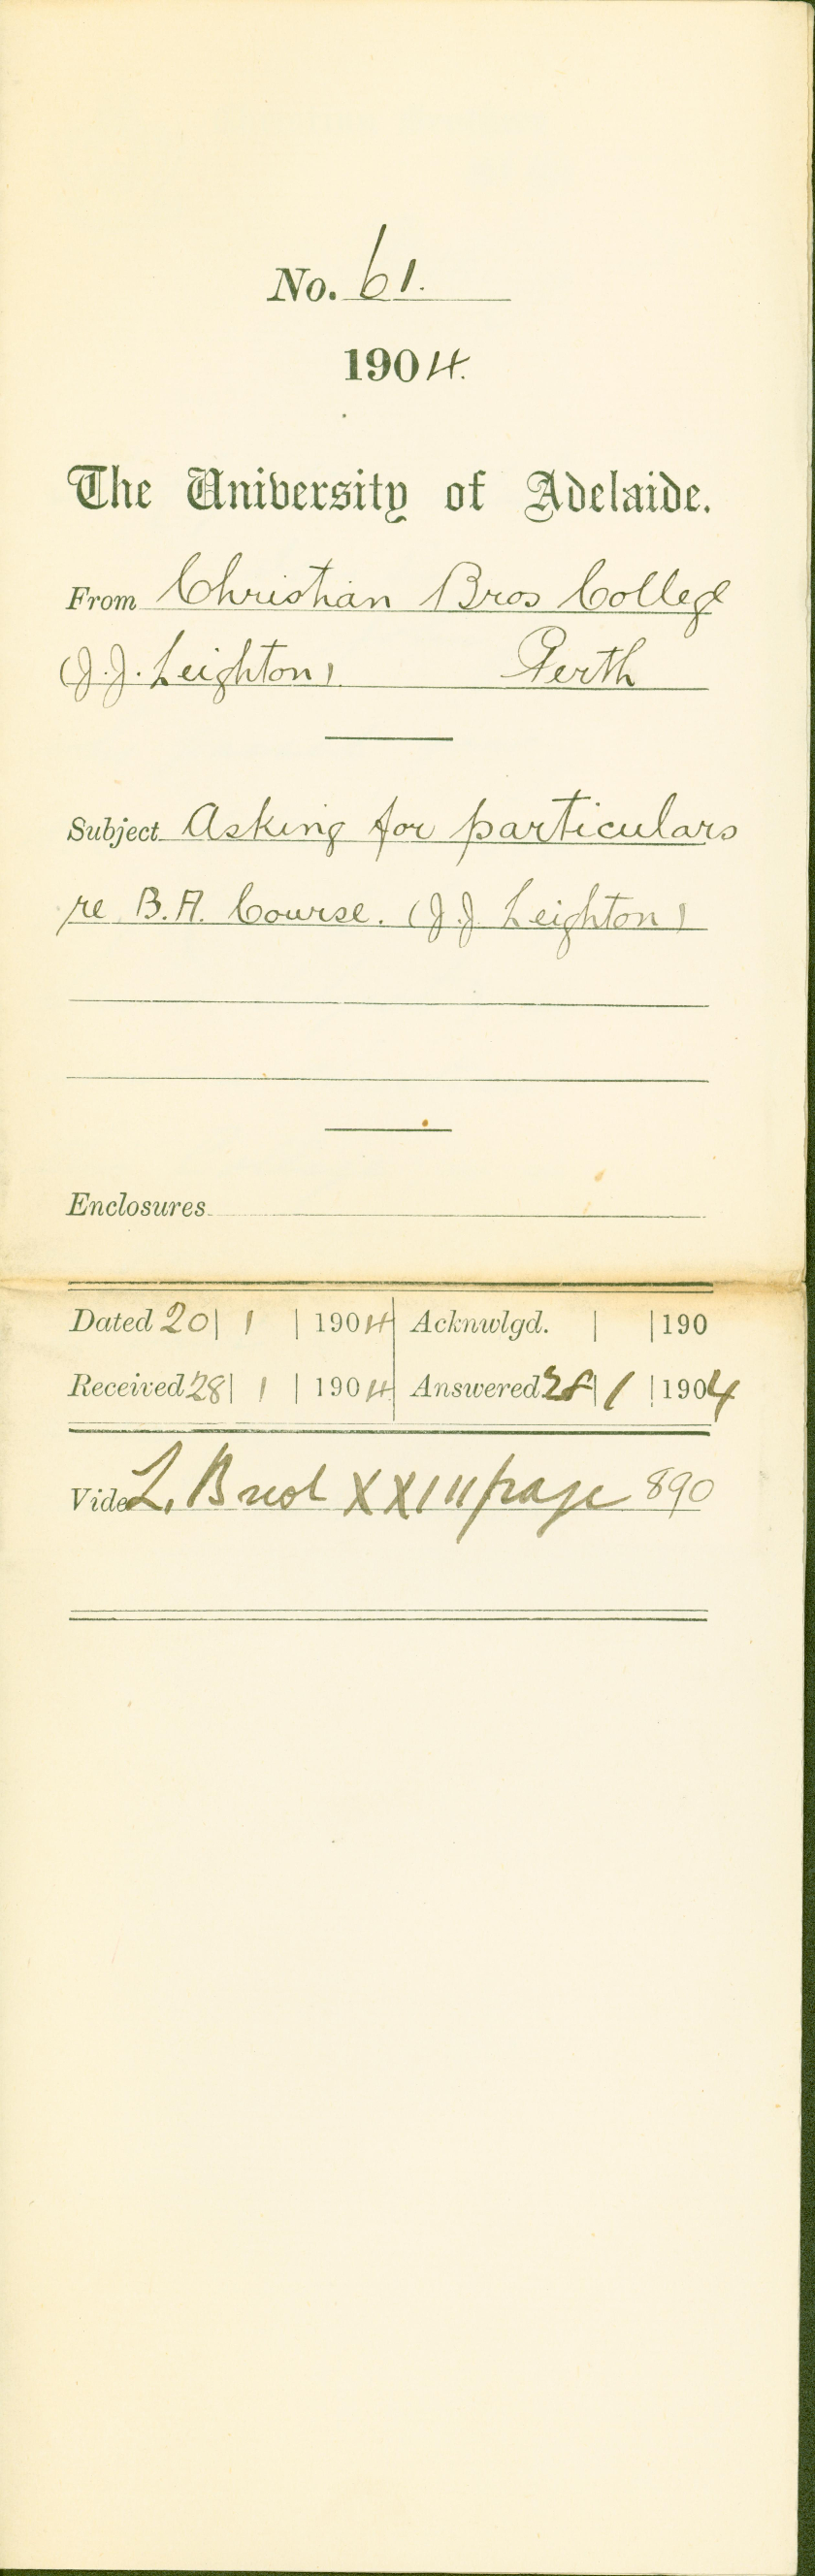 No. 61.
1904.
The University of Adelaide.
From Christian Bros College
(J.J. Leighton) Perth
Subject Asking for particulars
re B.A. Course. (J.J. Leighton)
Enclosures
Dated 20 | 1 | 1904 Acknwlgd. | | 190
Received 28 | 1 | 1904 Answered 28 | 1 | 1904
Vide L. XXIII page 890